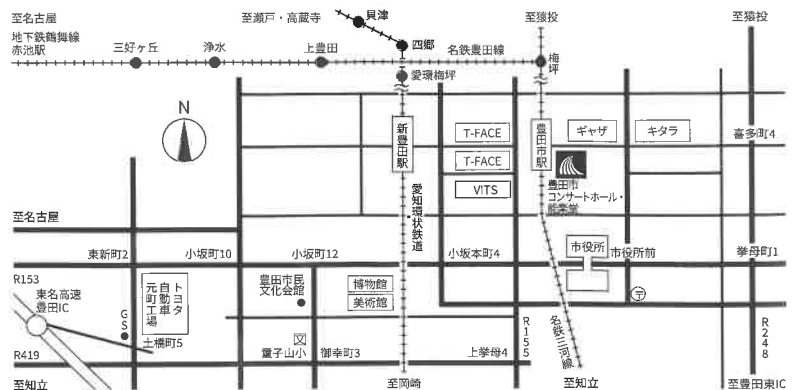 至名古屋
至瀬戸・高蔵寺
貝津
至猿投
至猿投
地下鉄鶴舞線
赤池駅
三好ヶ丘
浄水
上豊田
四郷
名鉄豊田線
梅坪
愛環梅坪
N
新豊田駅
T-FACE
豊田市駅
ギャザ
キタラ
喜多町4
T-FACE
VITS
豊田市
コンサートホール・
能楽堂
愛知環状鉄道
至名古屋
東新町2
小坂町10
小坂町12
小坂本町4
市役所
市役所前
挙母町1
R153
東名高速
豊田IC
GS
トヨタ
自動車
元町工場
豊田市民
文化会館
博物館
美術館
〒
土橋町5
文
童子山小
御幸町3
上挙母4
R155
名鉄三河線
R248
R419
至知立
至岡崎
至知立
至豊田東IC